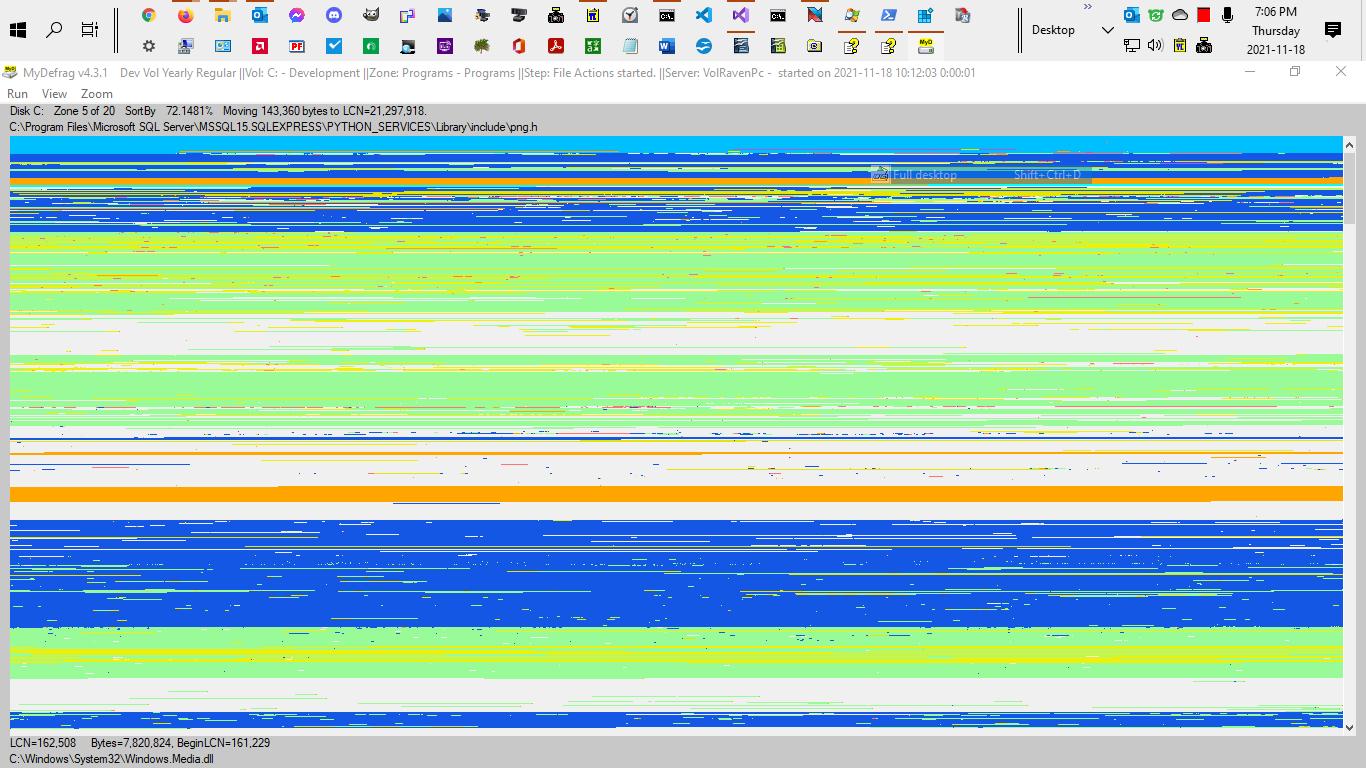 7:06 PM
Desktop
Thursday
2021-11-18
MyDefrag v4.3.1 Dev Vol Yearly Regular ||Vol: C: - Development ||Zone: Programs - Programs ||Step: File Actions started. ||Server: VolRavenPc - started on 2021-11-18 10:12:03 0:00:01
Run View Zoom
Disk C: Zone 5 of 20 SortBy 72.1481% Moving 143,360 bytes to LCN=21,297,918.
C:\Program Files\Microsoft SQL Server\MSSQL15.SQLEXPRESS\PYTHON_SERVICES\Library\include\png.h
Full desktop Shift+Ctrl+D
LCN=162,508 Bytes=7,820,824, BeginLCN=161,229
C:\Windows\System32\Windows.Media.dll